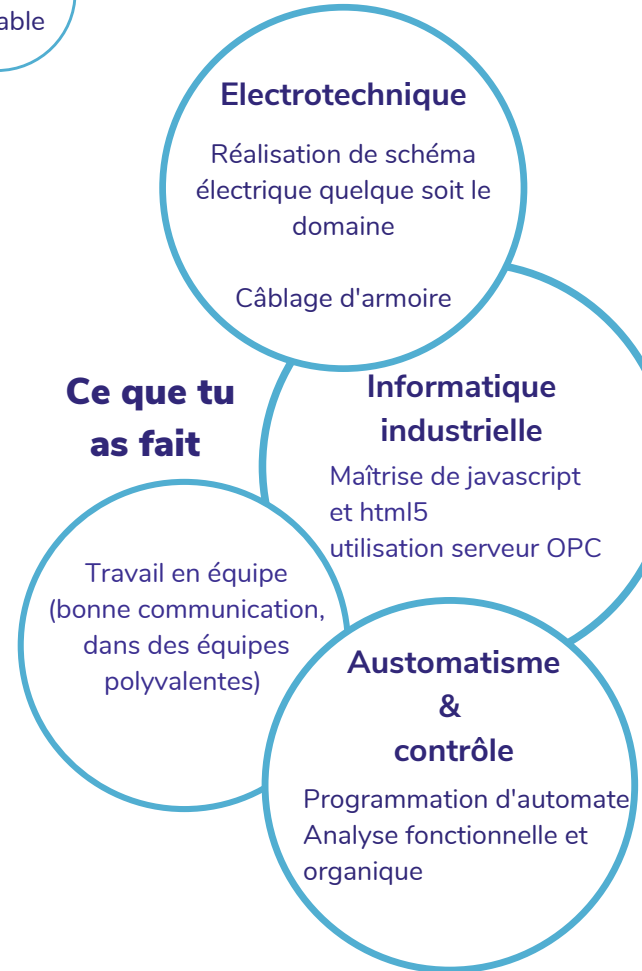 able
Electrotechnique
Réalisation de schéma
électrique quelque soit le
domaine
Câblage d'armoire
Ce que tu
as fait
Informatique
industrielle
Maîtrise de javascript
et html5
utilisation serveur OPC
Travail en équipe
(bonne communication,
dans des équipes
polyvalentes)
Austomatisme
&
contrôle
Programmation d'automate
Analyse fonctionnelle et
organique